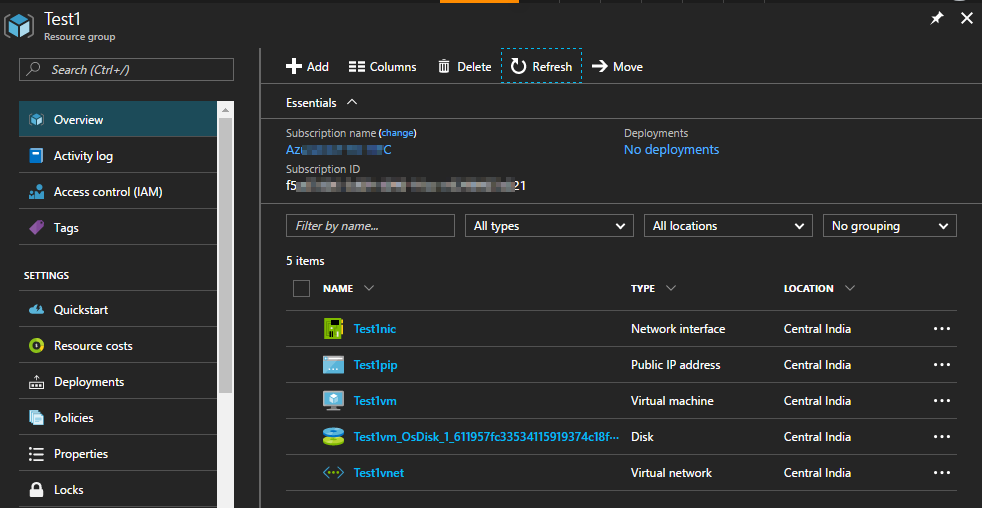 Test1
Resource group
Search (Ctrl+/)
Overview
Activity log
Access control (IAM)
Tags
SETTINGS
Quickstart
Resource costs
Deployments
Policies
Properties
Locks
Add Columns Delete Refresh Move
Essentials
Subscription name (change)
Deployments
No deployments
Subscription ID
Filter by name... All types All locations No grouping
5 items
NAME TYPE LOCATION
Test1nic Network interface Central India ...
Test1pip Public IP address Central India ...
Test1vm Virtual machine Central India ...
Test1vm_OsDisk_1_611957fc33534115919374c18f... Disk Central India ...
Test1vnet Virtual network Central India ...